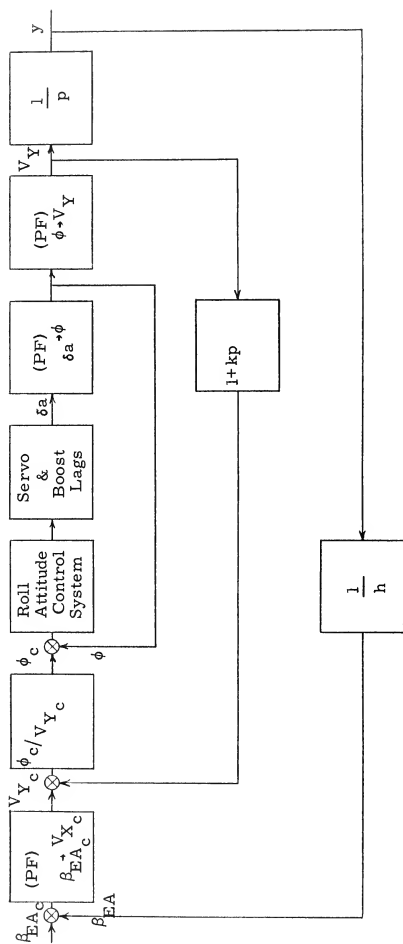 β_EA_c
β_EA
(PF)
β_EA_c → V_X_c
V_Y_c
ϕ_c/V_Y_c
ϕ_c
ϕ
Roll
Attitude
Control
System
Servo
&
Boost
Lags
δa
(PF)
δa→ϕ
(PF)
ϕ→V_Y
V_Y
1
p
y
1+kp
1
h